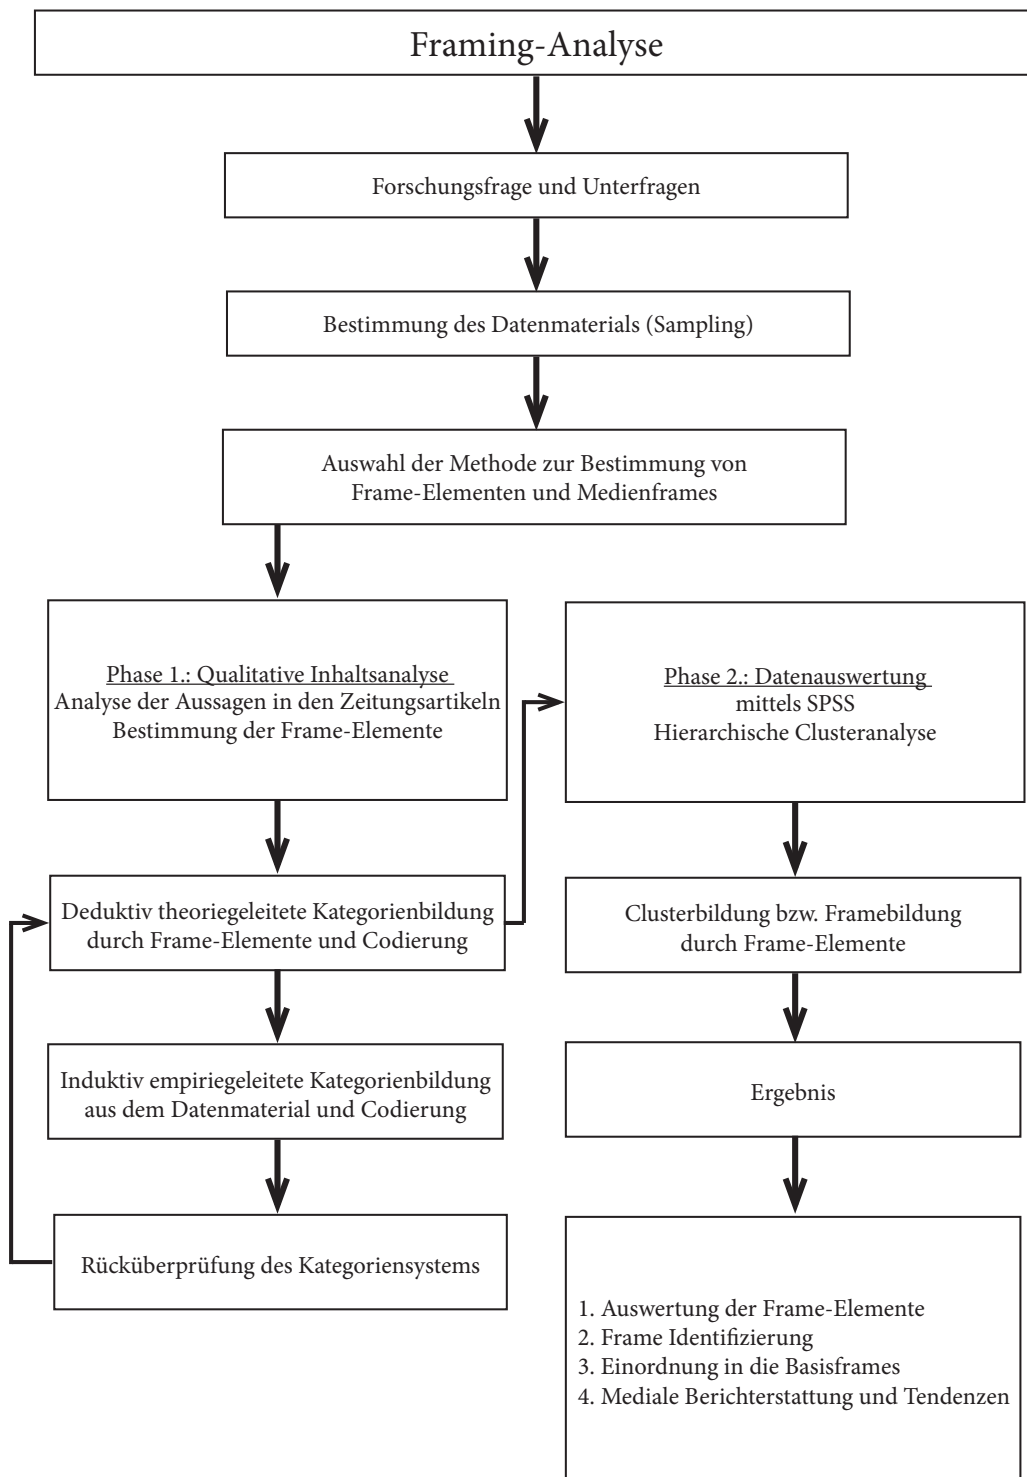 Framing-Analyse
Forschungsfrage und Unterfragen
Bestimmung des Datenmaterials (Sampling)
Auswahl der Methode zur Bestimmung von
Frame-Elementen und Medienframes
Phase 1.: Qualitative Inhaltsanalyse
Analyse der Aussagen in den Zeitungsartikeln
Bestimmung der Frame-Elemente
Deduktiv theoriegeleitete Kategorienbildung
durch Frame-Elemente und Codierung
Induktiv empiriegeleitete Kategorienbildung
aus dem Datenmaterial und Codierung
Rücküberprüfung des Kategoriensystems
Phase 2.: Datenauswertung
mittels SPSS
Hierarchische Clusteranalyse
Clusterbildung bzw. Framebildung
durch Frame-Elemente
Ergebnis
1. Auswertung der Frame-Elemente
2. Frame Identifizierung
3. Einordnung in die Basisframes
4. Mediale Berichterstattung und Tendenzen